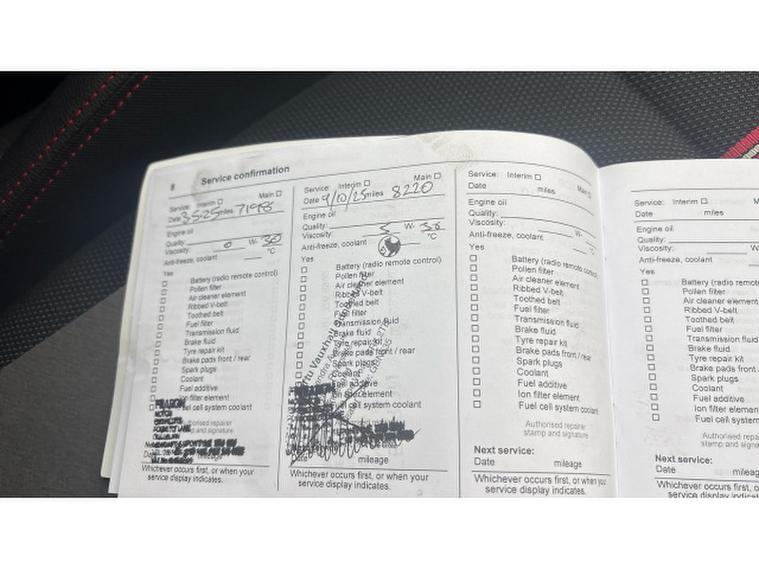 8 Service confirmation
Service: Interim ☐ Main ☐
Date 3-5-25 miles 7198
Engine oil
Quality:
Viscosity: 0 W- 30
Anti-freeze, coolant °C
Yes
☐ Battery (radio remote control)
☐ Pollen filter
☐ Air cleaner element
☐ Ribbed V-belt
☐ Toothed belt
☐ Fuel filter
☐ Transmission fluid
☐ Brake fluid
☐ Tyre repair kit
☐ Brake pads front / rear
☐ Spark plugs
☐ Coolant
☐ Fuel additive
☐ Ion filter element
☐ Fuel cell system coolant
Authorised repairer
mileage
Whichever occurs first, or when your
service display indicates.
Service: Interim ☐ Main ☐
Date 4/10/25 miles 8220
Engine oil
Quality:
Viscosity: 5 W- 30
Anti-freeze, coolant °C
Yes
☐ Battery (radio remote control)
☐ Pollen filter
☐ Air cleaner element
☐ Ribbed V-belt
☐ Toothed belt
☐ Fuel filter
☐ Transmission fluid
☐ Brake fluid
☐ Tyre repair kit
☐ Brake pads front / rear
☐ Spark plugs
☐ Coolant
☐ Fuel additive
☐ Ion filter element
☐ Fuel cell system coolant
Vauxhall
mileage
Whichever occurs first, or when your
service display indicates.
Service: Interim ☐ Main ☐
Date miles
Engine oil
Quality:
Viscosity: W-
Anti-freeze, coolant °C
Yes
☐ Battery (radio remote control)
☐ Pollen filter
☐ Air cleaner element
☐ Ribbed V-belt
☐ Toothed belt
☐ Fuel filter
☐ Transmission fluid
☐ Brake fluid
☐ Tyre repair kit
☐ Brake pads front / rear
☐ Spark plugs
☐ Coolant
☐ Fuel additive
☐ Ion filter element
☐ Fuel cell system coolant
Authorised repairer
stamp and signature
Next service:
Date mileage
Whichever occurs first, or when your
service display indicates.
Service: Interim ☐ M
Date miles
Engine oil
Quality:
Viscosity: W-
Anti-freeze, coolant
Yes
☐ Battery (radio remote
☐ Pollen filter
☐ Air cleaner element
☐ Ribbed V-belt
☐ Toothed belt
☐ Fuel filter
☐ Transmission fluid
☐ Brake fluid
☐ Tyre repair kit
☐ Brake pads front
☐ Spark plugs
☐ Coolant
☐ Fuel additive
☐ Ion filter element
☐ Fuel cell system
Authorised repa
stamp and signat
Next service:
Date mileag
Whichever occurs first, o
service display indicat